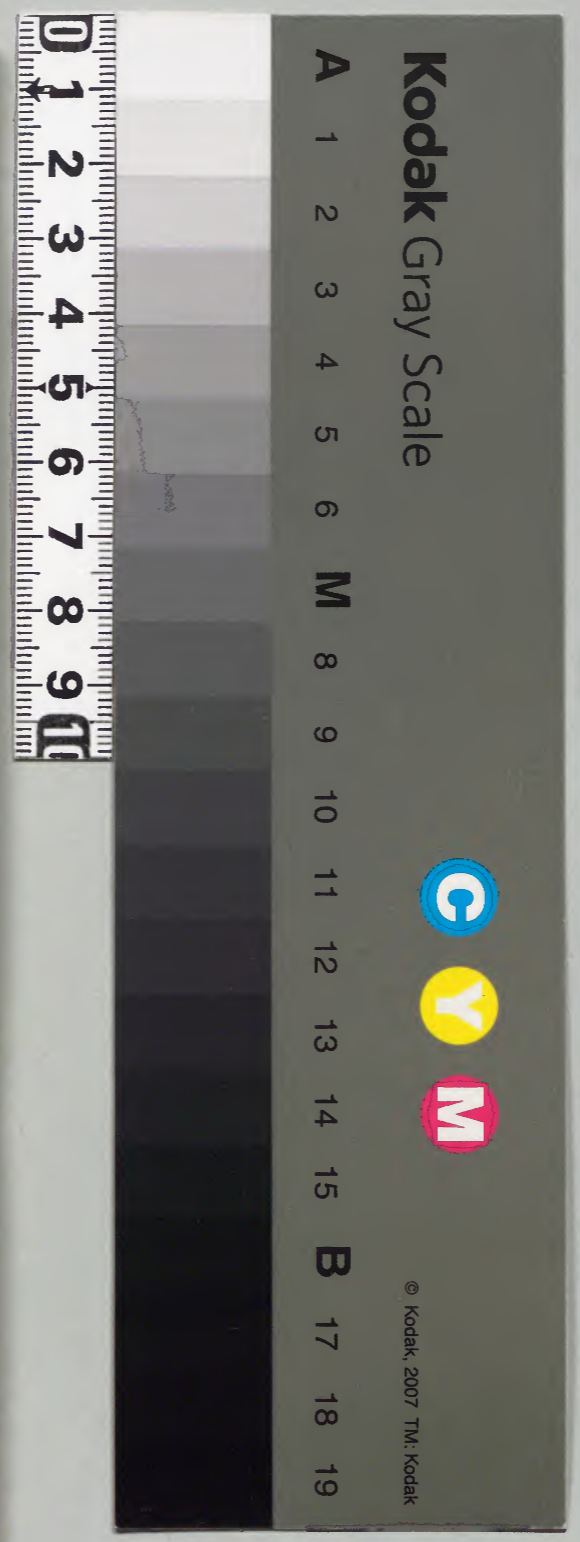 Kodak Gray Scale
C Y M
© Kodak, 2007 TM: Kodak
A 1 2 3 4 5 6 M 8 9 10 11 12 13 14 15 B 17 18 19
0 1 2 3 4 5 6 7 8 9 10